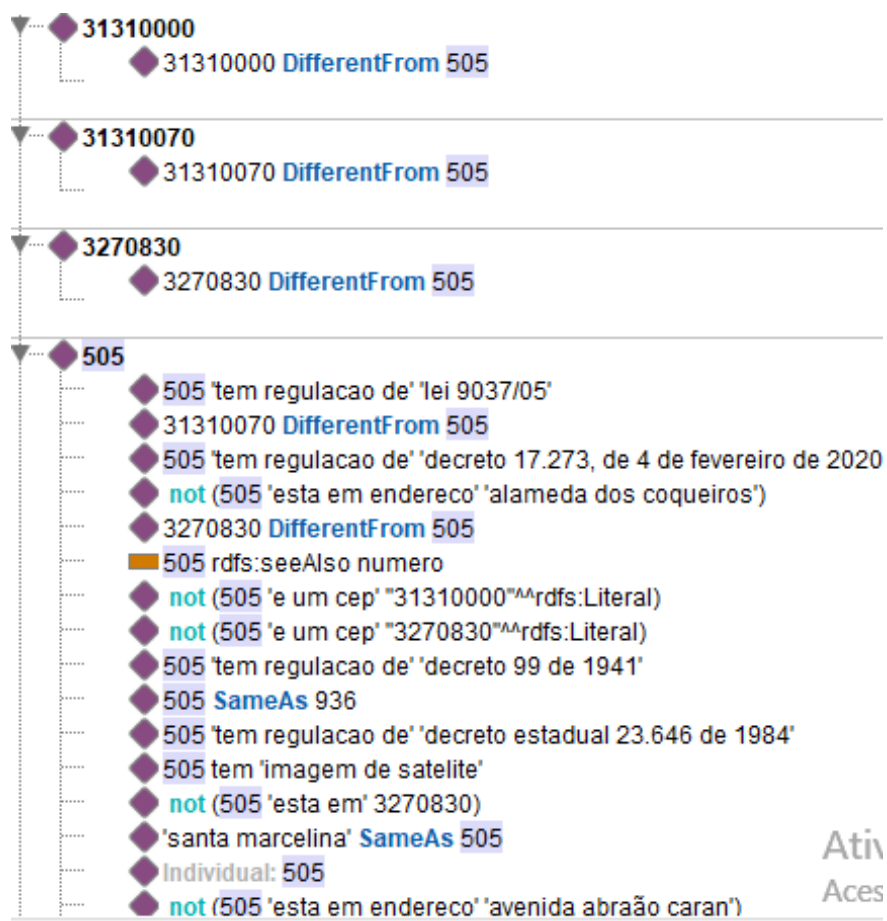 31310000
31310000 DifferentFrom 505
31310070
31310070 DifferentFrom 505
3270830
3270830 DifferentFrom 505
505
505 'tem regulacao de' 'lei 9037/05'
31310070 DifferentFrom 505
505 'tem regulacao de' 'decreto 17.273, de 4 de fevereiro de 2020
not (505 'esta em endereco' 'alameda dos coqueiros')
3270830 DifferentFrom 505
505 rdfs:seeAlso numero
not (505 'e um cep' "31310000"^^rdfs:Literal)
not (505 'e um cep' "3270830"^^rdfs:Literal)
505 'tem regulacao de' 'decreto 99 de 1941'
505 SameAs 936
505 'tem regulacao de' 'decreto estadual 23.646 de 1984'
505 tem 'imagem de satelite'
not (505 'esta em' 3270830)
'santa marcelina' SameAs 505
Individual: 505
not (505 'esta em endereco' 'avenida abraão caran')
Ativ
Aces